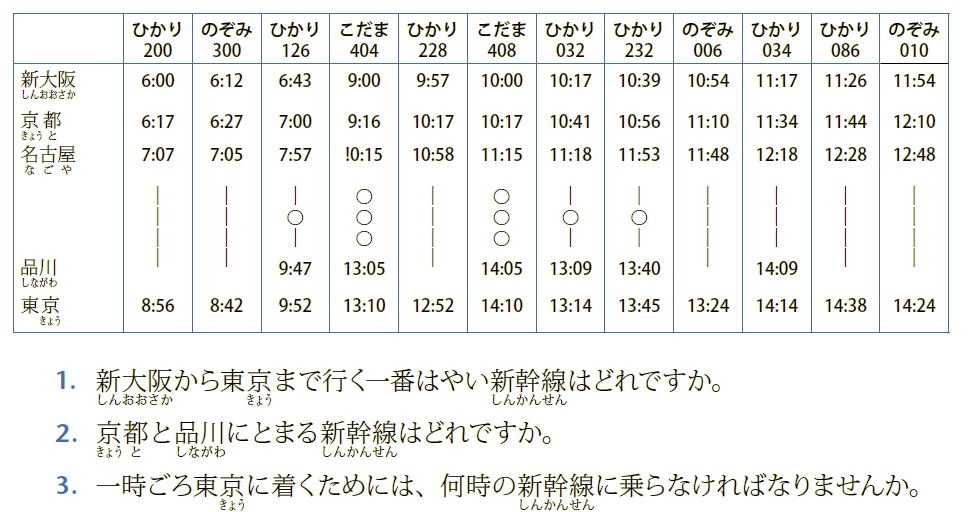 ひかり のぞみ ひかり こだま ひかり こだま ひかり ひかり のぞみ ひかり ひかり のぞみ
200 300 126 404 228 408 032 232 006 034 086 010
新大阪 6:00 6:12 6:43 9:00 9:57 10:00 10:17 10:39 10:54 11:17 11:26 11:54
しんおおさか
京都 6:17 6:27 7:00 9:16 10:17 10:17 10:41 10:56 11:10 11:34 11:44 12:10
きょう と
名古屋 7:07 7:05 7:57 !0:15 10:58 11:15 11:18 11:53 11:48 12:18 12:28 12:48
な ご や
品川 9:47 13:05 14:05 13:09 13:40 14:09
しながわ
東京 8:56 8:42 9:52 13:10 12:52 14:10 13:14 13:45 13:24 14:14 14:38 14:24
きょう
1. 新大阪から東京まで行く一番はやい新幹線はどれですか。
しんおおさか きょう しんかんせん
2. 京都と品川にとまる新幹線はどれですか。
きょう と しながわ しんかんせん
3. 一時ごろ東京に着くためには、何時の新幹線に乗らなければなりませんか。
きょう しんかんせん